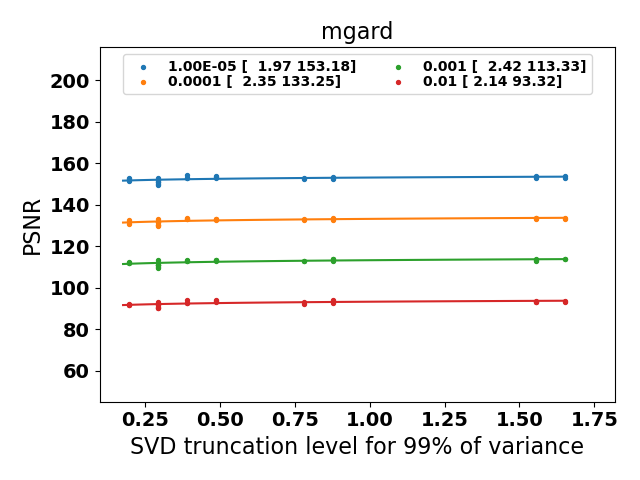 mgard
1.00E-05 [  1.97 153.18]
0.0001 [  2.35 133.25]
0.001 [  2.42 113.33]
0.01 [ 2.14 93.32]
200
180
160
140
120
100
80
60
PSNR
0.25 0.50 0.75 1.00 1.25 1.50 1.75
SVD truncation level for 99% of variance